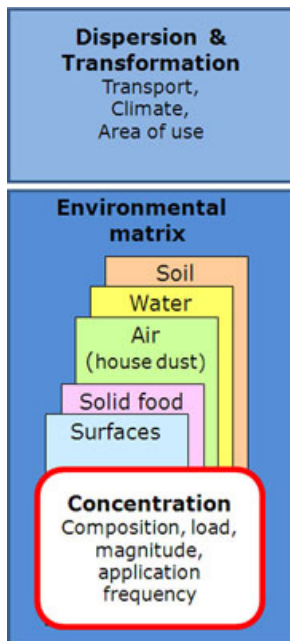 Dispersion &
Transformation
Transport,
Climate,
Area of use
Environmental
matrix
Soil
Water
Air
(house dust)
Solid food
Surfaces
Concentration
Composition, load,
magnitude,
application
frequency